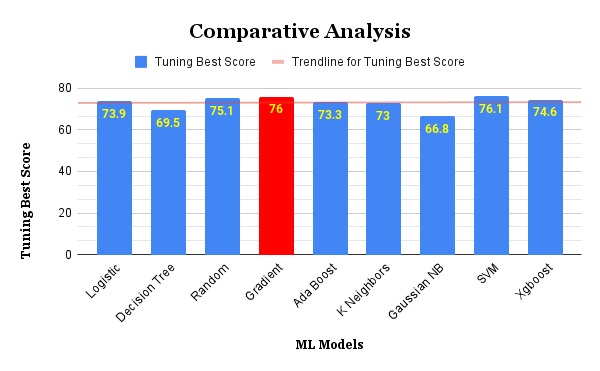 Comparative Analysis
Tuning Best Score Trendline for Tuning Best Score
Tuning Best Score
80
60
40
20
0
73.9 69.5 75.1 76 73.3 73 66.8 76.1 74.6
Logistic Decision Tree Random Gradient Ada Boost K Neighbors Gaussian NB SVM Xgboost
ML Models